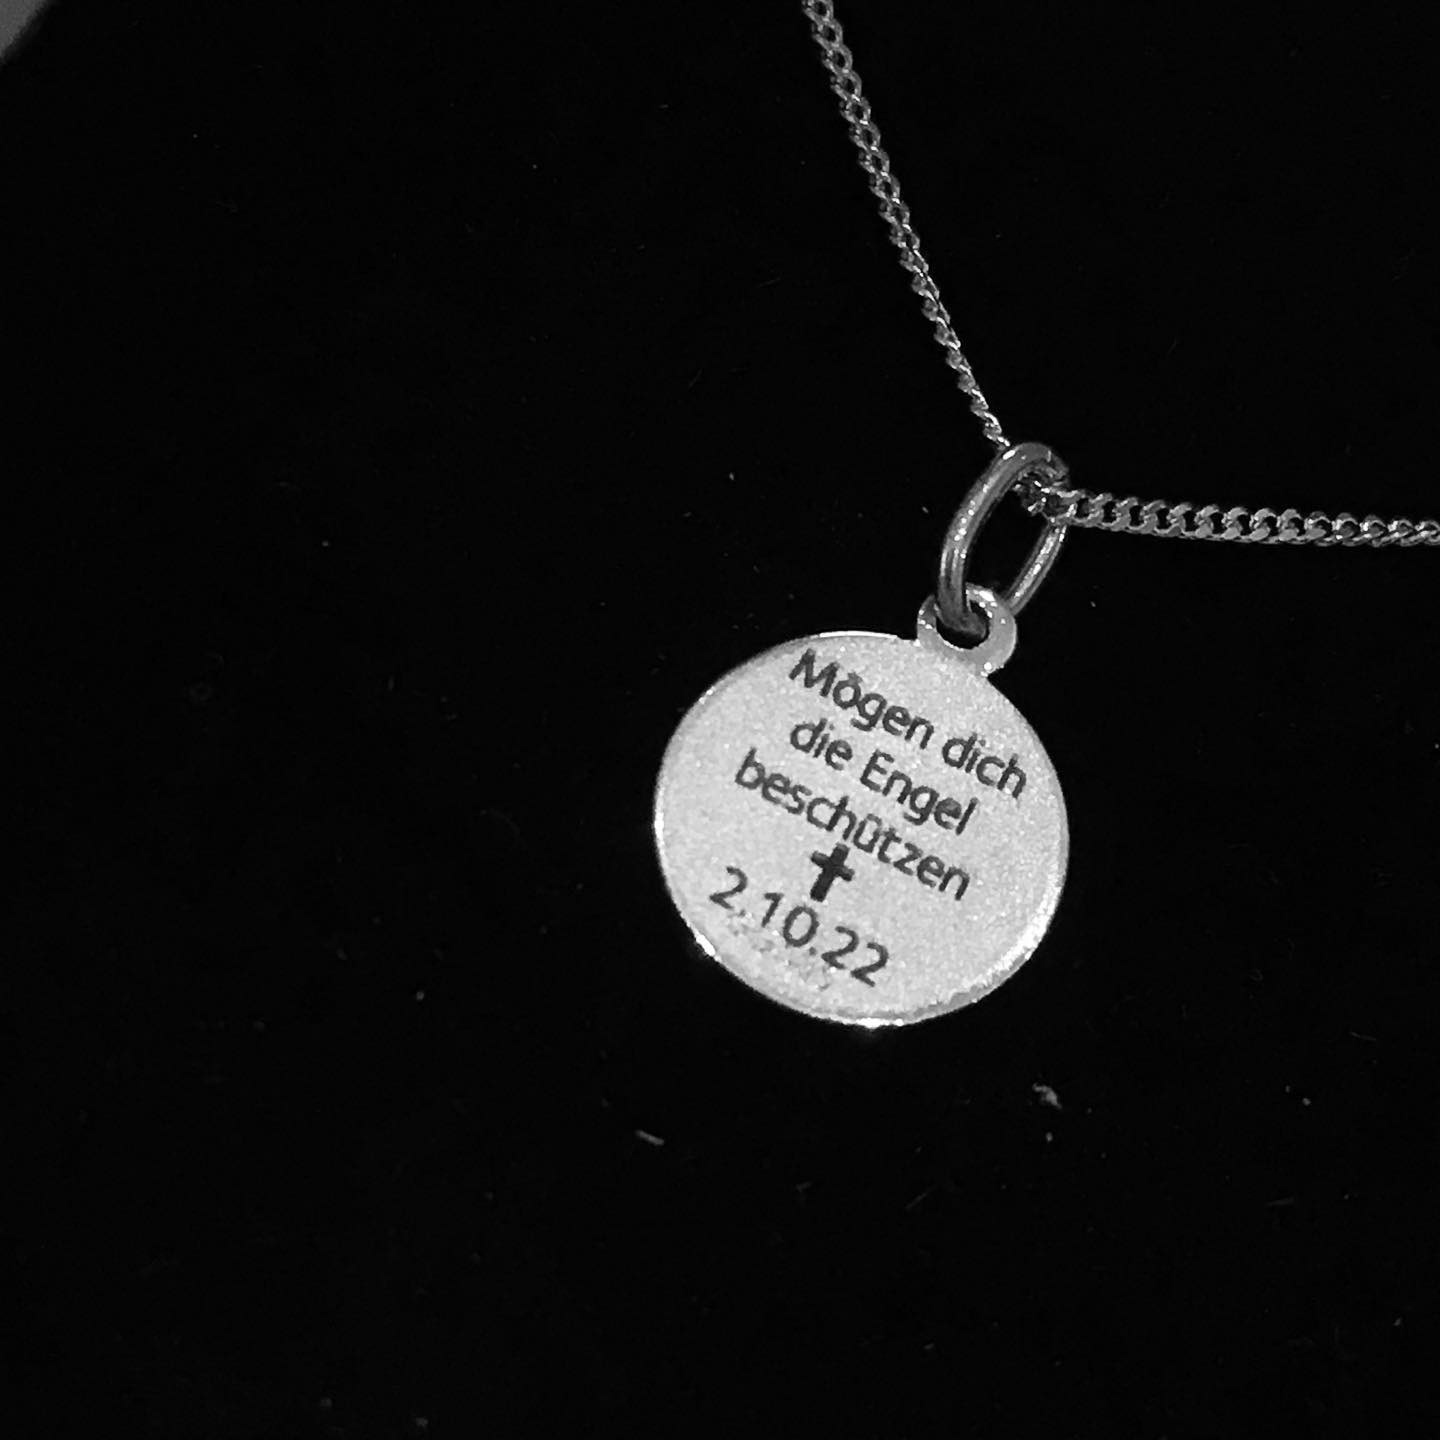 Mögen dich
die Engel
beschützen
✝
2.10.22